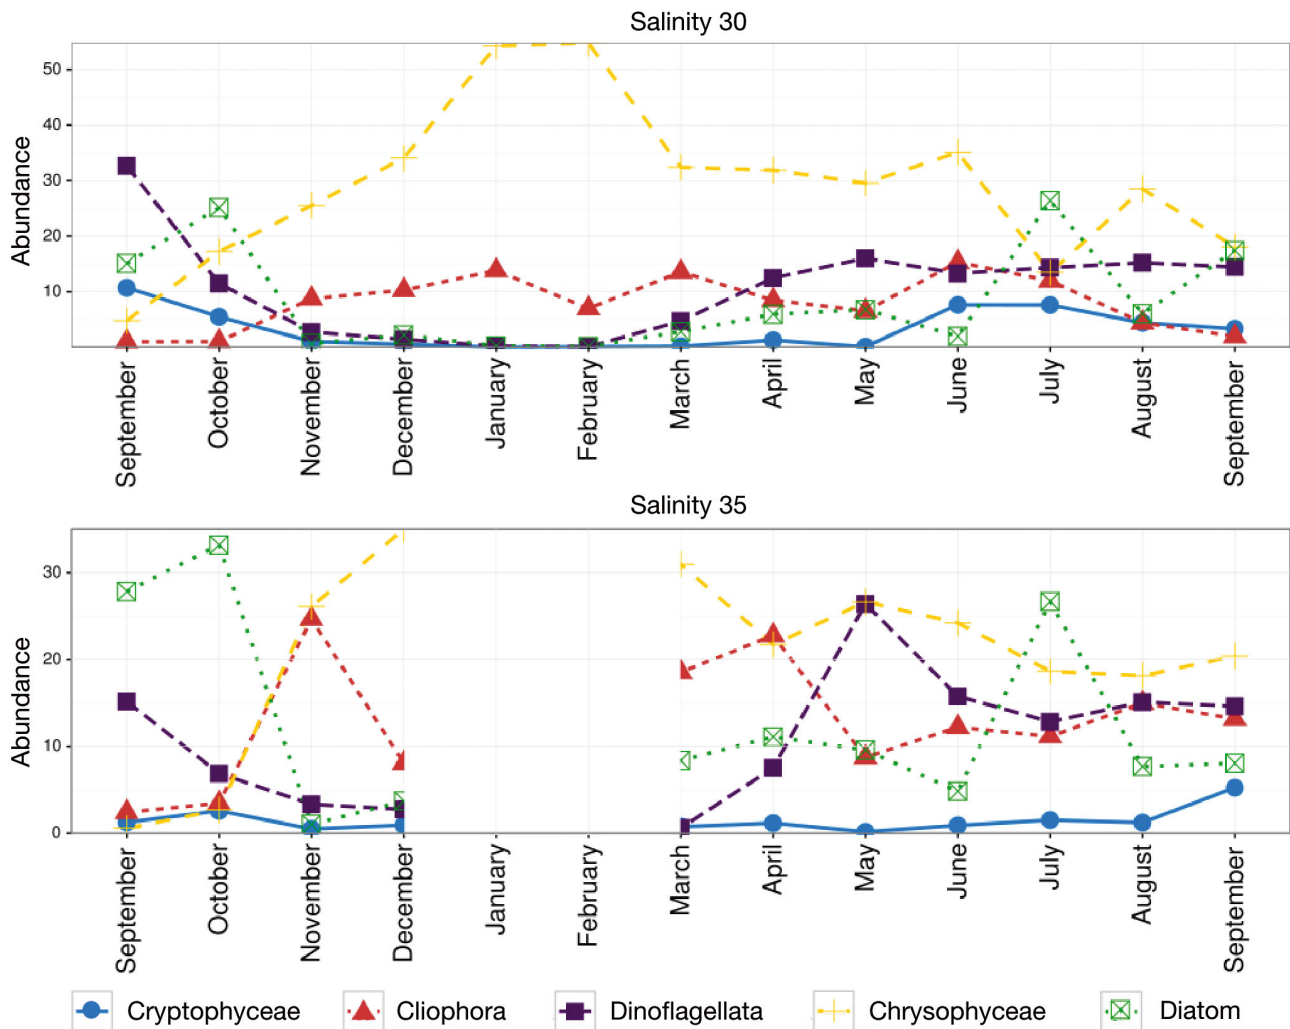 Salinity 30
Abundance
50
40
30
20
10
September
October
November
December
January
February
March
April
May
June
July
August
September
Salinity 35
Abundance
30
20
10
0
September
October
November
December
January
February
March
April
May
June
July
August
September
Cryptophyceae Cliophora Dinoflagellata Chrysophyceae Diatom